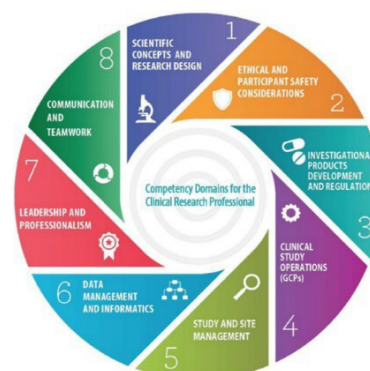 1
SCIENTIFIC
CONCEPTS AND
RESEARCH DESIGN
2
ETHICAL AND
PARTICIPANT SAFETY
CONSIDERATIONS
3
INVESTIGATIONAL
PRODUCTS
DEVELOPMENT
AND REGULATION
4
CLINICAL
STUDY
OPERATIONS
(GCPs)
5
STUDY AND SITE
MANAGEMENT
6
DATA
MANAGEMENT
AND INFORMATICS
7
LEADERSHIP AND
PROFESSIONALISM
8
COMMUNICATION
AND
TEAMWORK
Competency Domains for the
Clinical Research Professional